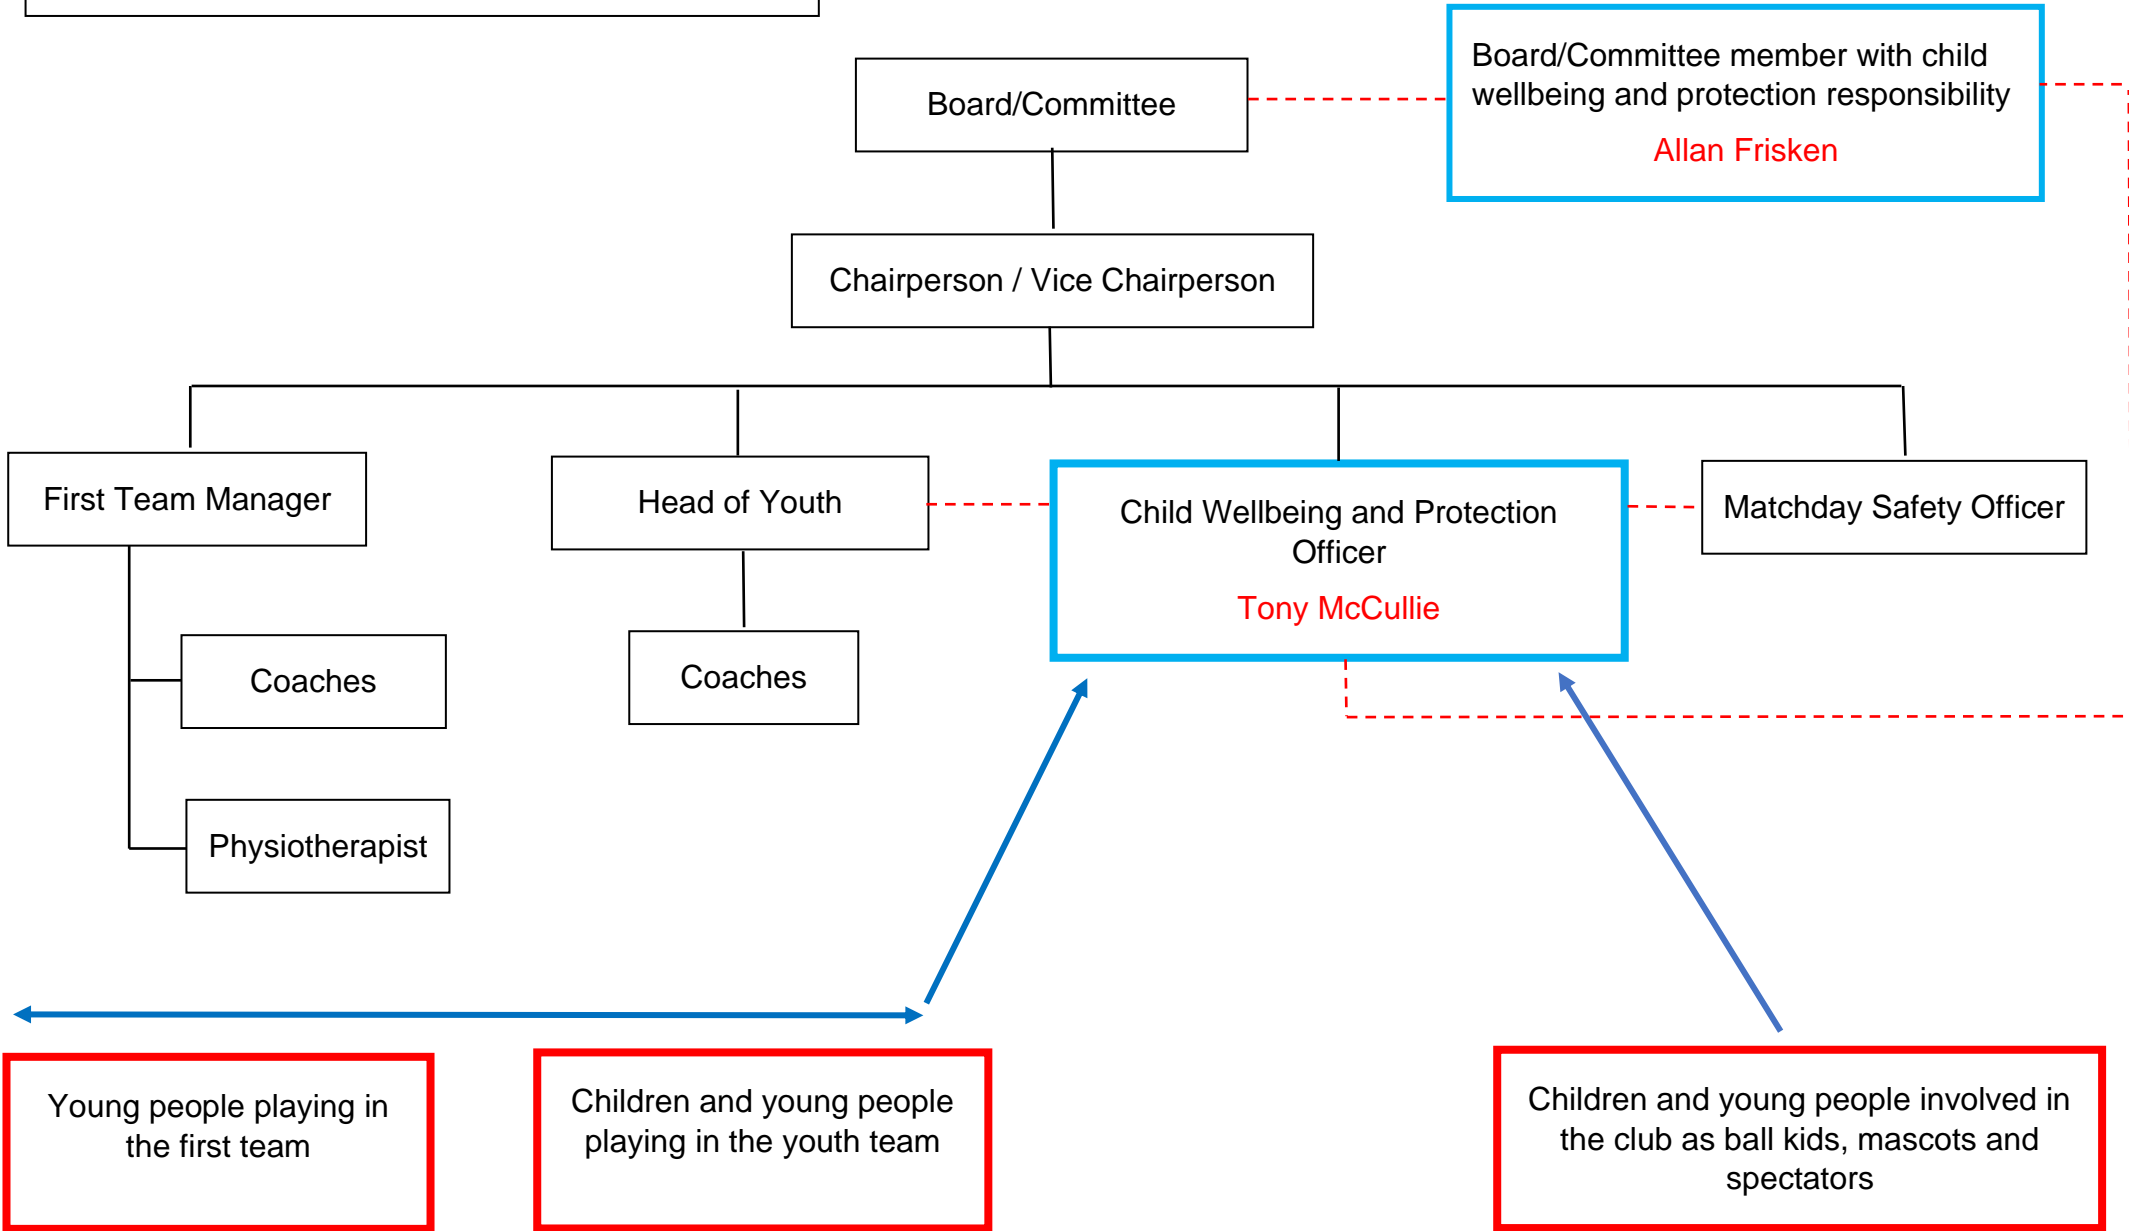 Board/Committee
Board/Committee member with child
wellbeing and protection responsibility
Allan Frisken
Chairperson / Vice Chairperson
First Team Manager
Head of Youth
Child Wellbeing and Protection
Officer
Tony McCullie
Matchday Safety Officer
Coaches
Coaches
Physiotherapist
Young people playing in
the first team
Children and young people
playing in the youth team
Children and young people involved in
the club as ball kids, mascots and
spectators